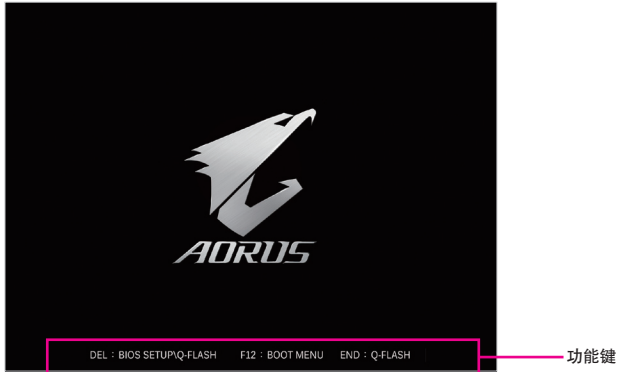 AORUS
DEL : BIOS SETUP\Q-FLASH F12 : BOOT MENU END : Q-FLASH
功能键